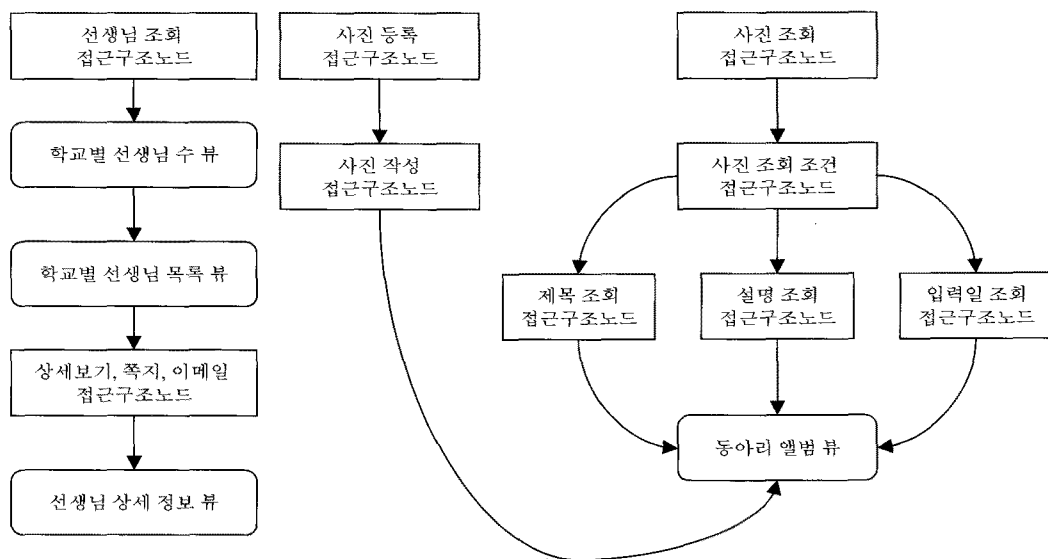 선생님 조회
접근구조노드
학교별 선생님 수 뷰
학교별 선생님 목록 뷰
상세보기, 쪽지, 이메일
접근구조노드
선생님 상세 정보 뷰
사진 등록
접근구조노드
사진 작성
접근구조노드
사진 조회
접근구조노드
사진 조회 조건
접근구조노드
제목 조회
접근구조노드
설명 조회
접근구조노드
입력일 조회
접근구조노드
동아리 앨범 뷰